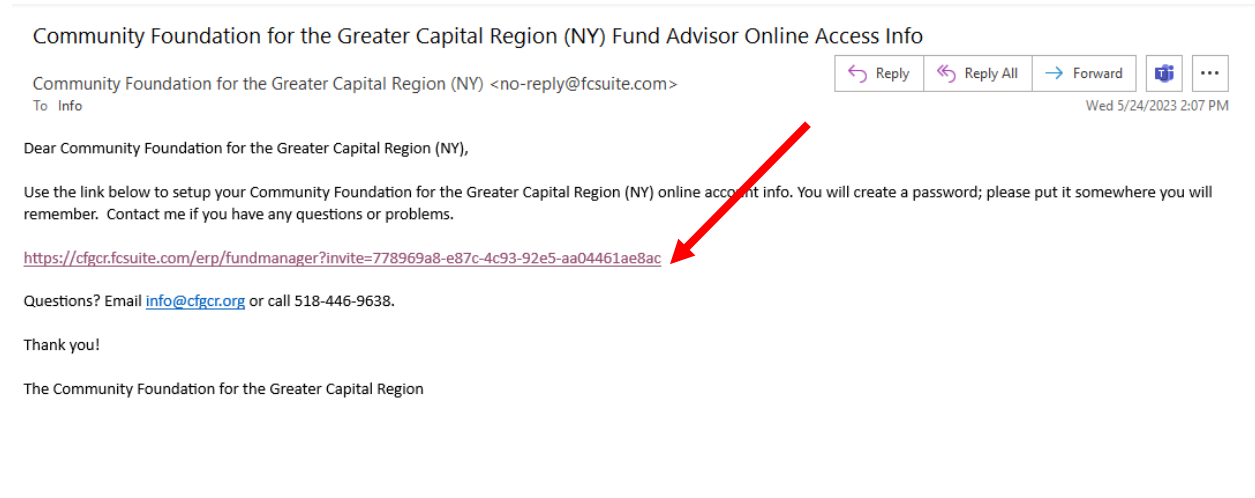 Community Foundation for the Greater Capital Region (NY) Fund Advisor Online Access Info
Community Foundation for the Greater Capital Region (NY) <no-reply@fcsuite.com>
Reply
Reply All
Forward
To Info
Wed 5/24/2023 2:07 PM
Dear Community Foundation for the Greater Capital Region (NY),
Use the link below to setup your Community Foundation for the Greater Capital Region (NY) online account info. You will create a password; please put it somewhere you will
remember. Contact me if you have any questions or problems.
https://cfgcr.fcsuite.com/erp/fundmanager?invite=778969a8-e87c-4c93-92e5-aa04461ae8ac
Questions? Email info@cfgcr.org or call 518-446-9638.
Thank you!
The Community Foundation for the Greater Capital Region